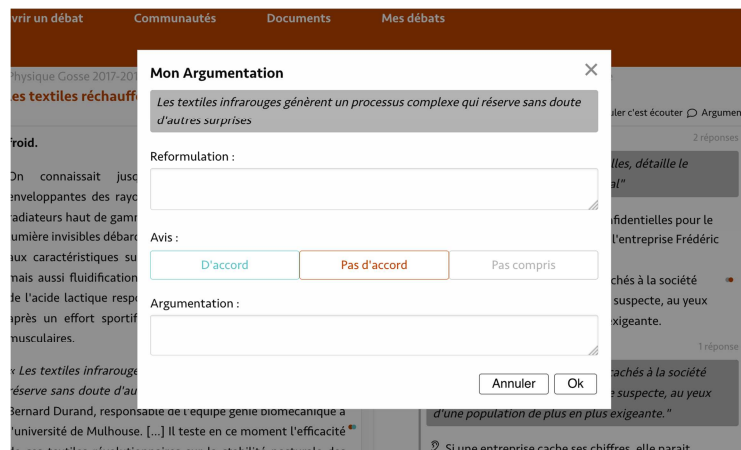 vrir un débat Communautés Documents Mes débats
Physique Gosse 2017-201
es textiles réchauff
Mon Argumentation
Les textiles infrarouges génèrent un processus complexe qui réserve sans doute
d'autres surprises
Reformulation :
Avis :
D'accord Pas d'accord Pas compris
Argumentation :
Annuler Ok
froid.
On connaissait jusq
enveloppantes des rayo
radiateurs haut de gamm
umière invisibles débarq
aux caractéristiques su
mais aussi fluidification
de l'acide lactique respo
après un effort sportif
musculaires.
« Les textiles infrarouge
réserve sans doute d'au
Bernard Durand, responsable de l'équipe génie biomécanique à
l'université de Mulhouse. [...] Il teste en ce moment l'efficacité
uler c'est écouter Argumen
2 réponses
lles, détaille le
al"
nfidentielles pour le
l'entreprise Frédéric
chés à la société
suspecte, au yeux
exigeante.
1 réponse
cachés à la société
e suspecte, au yeux
d'une population de plus en plus exigeante."
Si une entreprise cache ses chiffres, elle parait